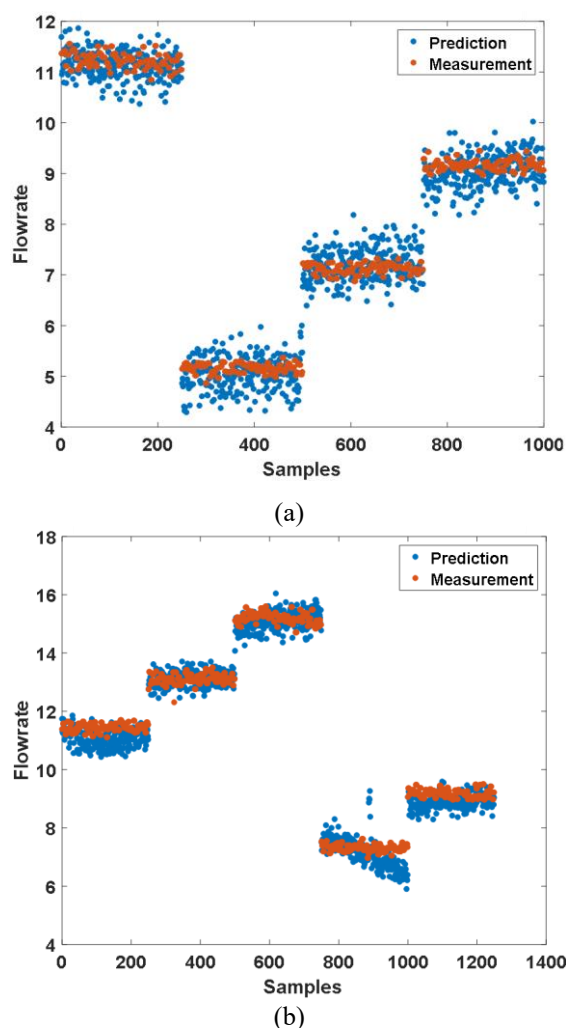 12
11
10
9
8
7
6
5
4
Flowrate
Prediction
Measurement
0 200 400 600 800 1000
Samples
(a)
18
16
14
12
10
8
6
4
Flowrate
Prediction
Measurement
0 200 400 600 800 1000 1200 1400
Samples
(b)